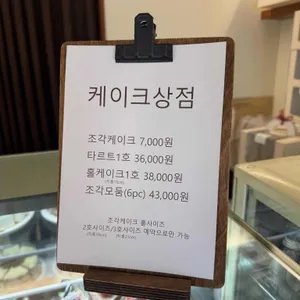 케이크상점
조각케이크 7,000원
타르트1호 36,000원
홀케이크1호 38,000원
조각모둠(6pc) 43,000원
조각케이크 홀사이즈
2호사이즈/3호사이즈 예약으로만 가능